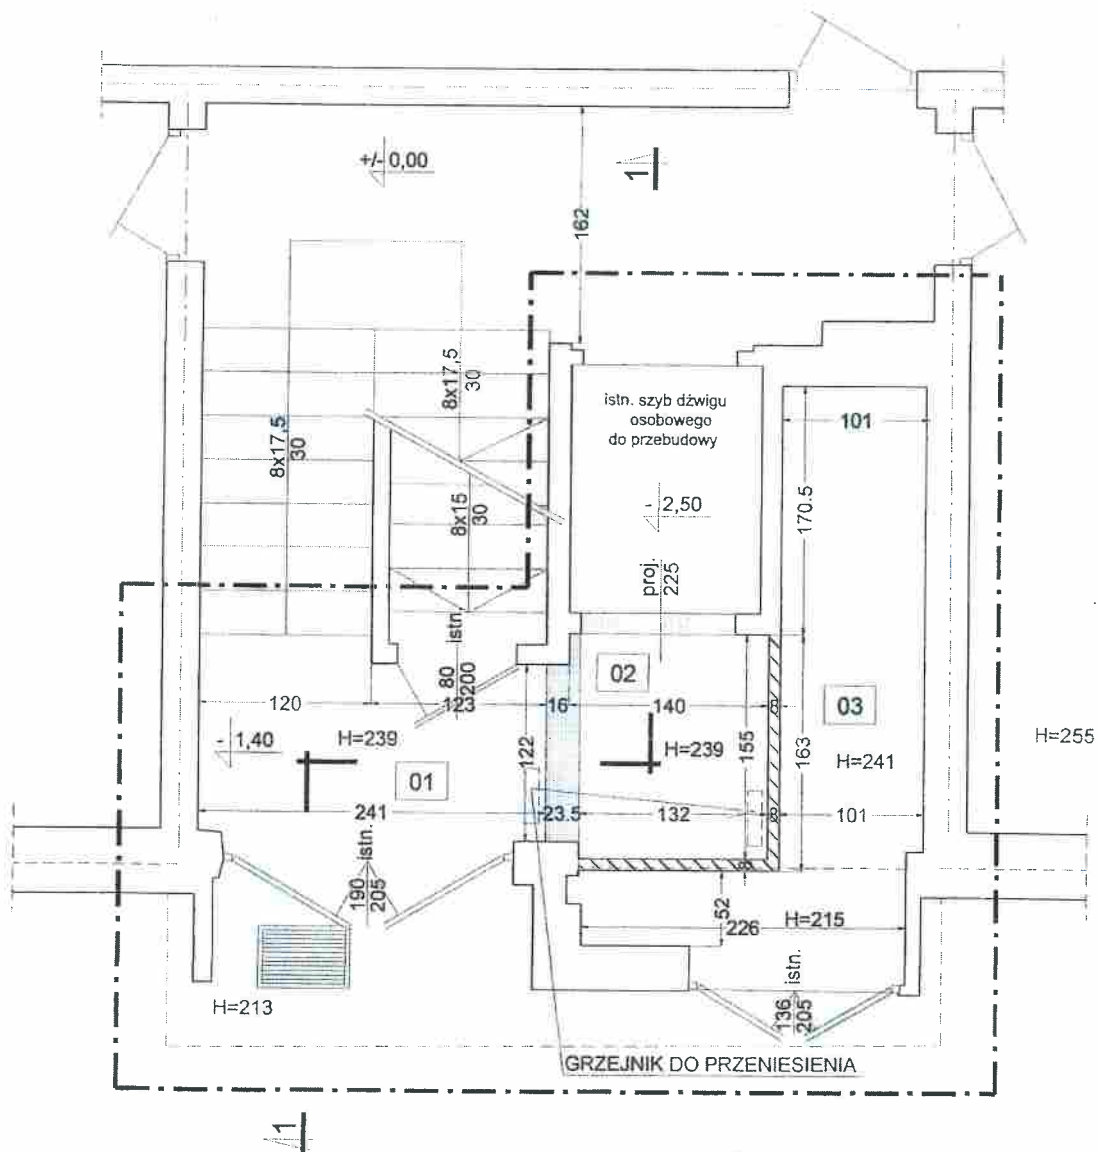 +/- 0,00
1
162
8x17,5
30
istn. szyb dźwigu
osobowego
do przebudowy
101
8x17,5
30
- 2,50
8x15
30
170.5
proj.
225
istn.
80
200
02
120
123
16
140
8
03
- 1,40
H=239
122
H=239
155
163
H=241
H=255
01
241
23.5
132
8
101
istn.
190
205
8
52
226
H=215
istn.
136
205
H=213
GRZEJNIK DO PRZENIESIENIA
1